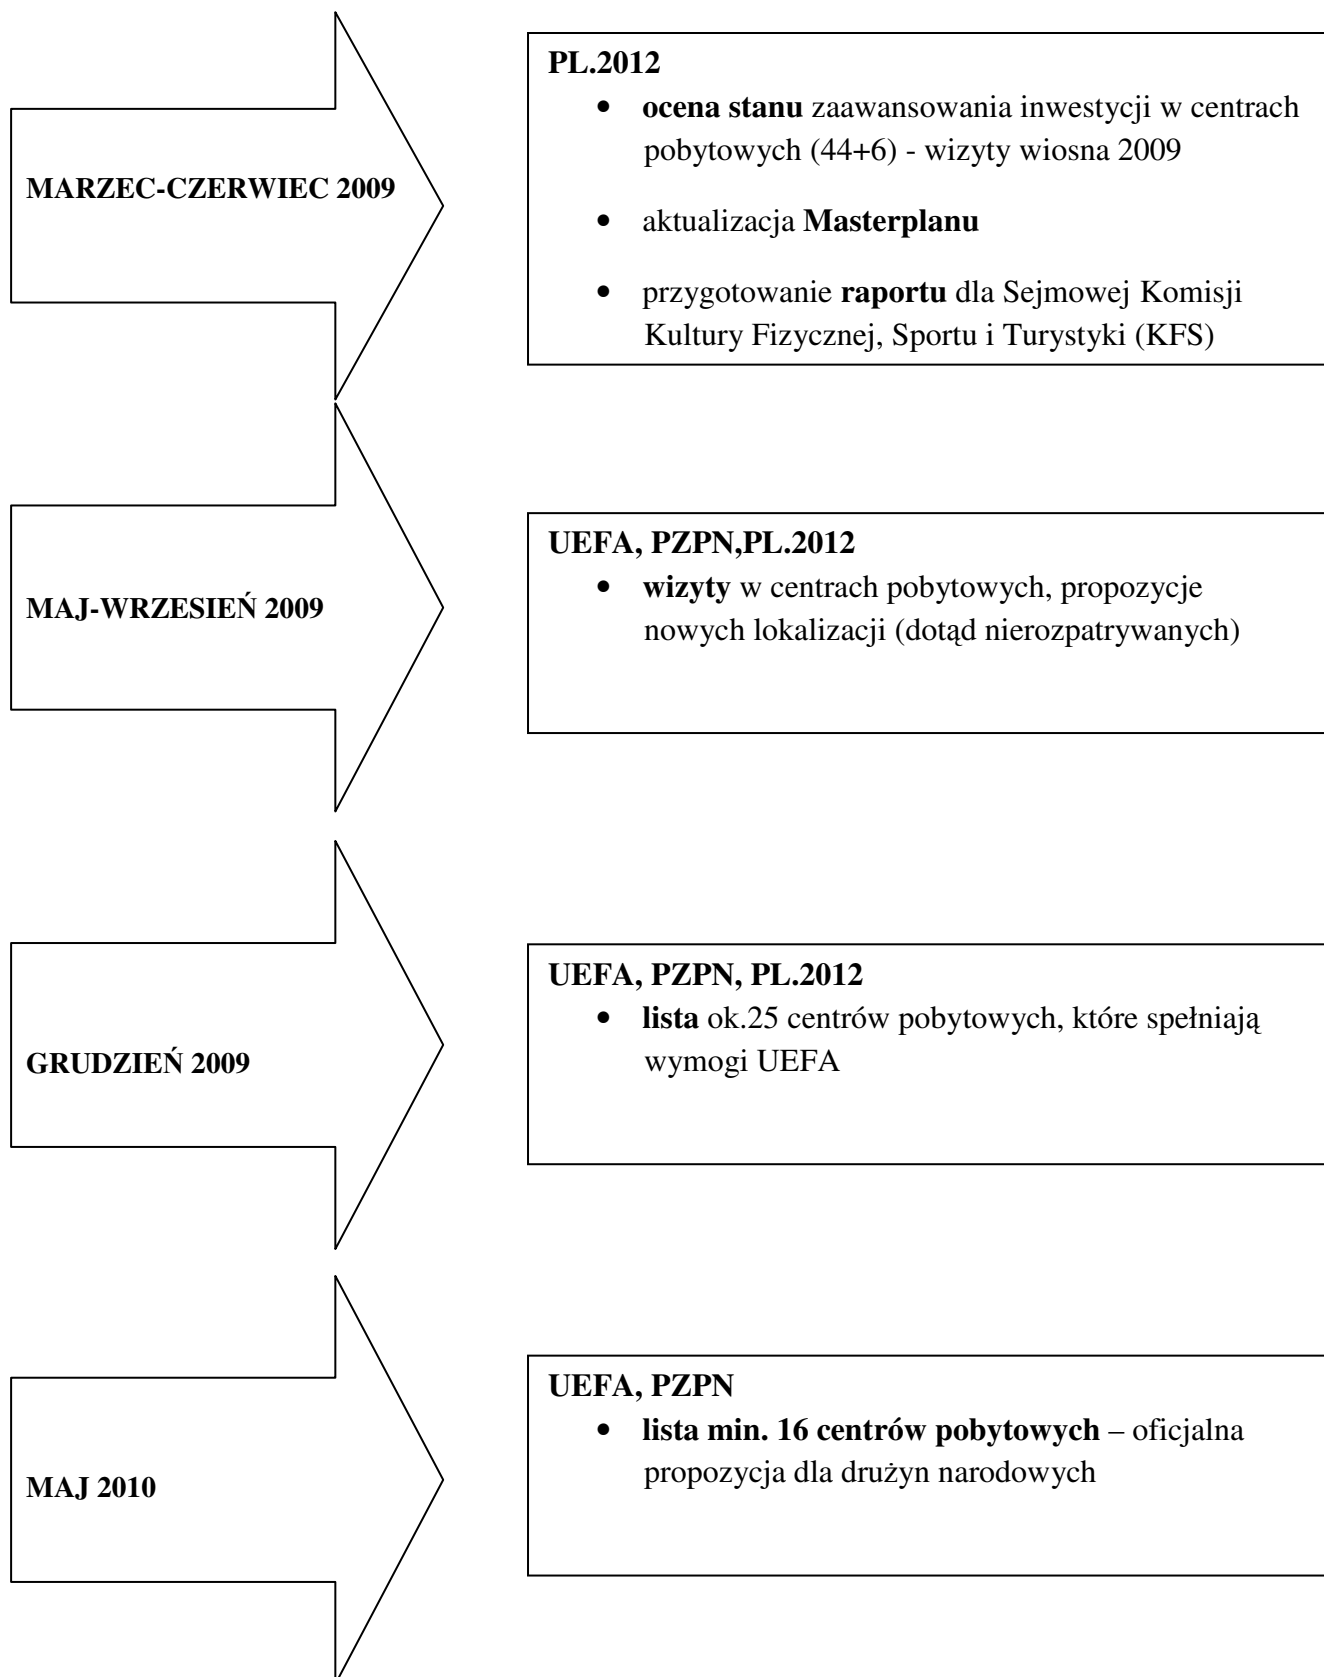 MARZEC-CZERWIEC 2009
PL.2012
• ocena stanu zaawansowania inwestycji w centrach
pobytowych (44+6) - wizyty wiosna 2009
• aktualizacja Masterplanu
• przygotowanie raportu dla Sejmowej Komisji
Kultury Fizycznej, Sportu i Turystyki (KFS)
MAJ-WRZESIEŃ 2009
UEFA, PZPN,PL.2012
• wizyty w centrach pobytowych, propozycje
nowych lokalizacji (dotąd nierozpatrywanych)
GRUDZIEŃ 2009
UEFA, PZPN, PL.2012
• lista ok.25 centrów pobytowych, które spełniają
wymogi UEFA
MAJ 2010
UEFA, PZPN
• lista min. 16 centrów pobytowych – oficjalna
propozycja dla drużyn narodowych